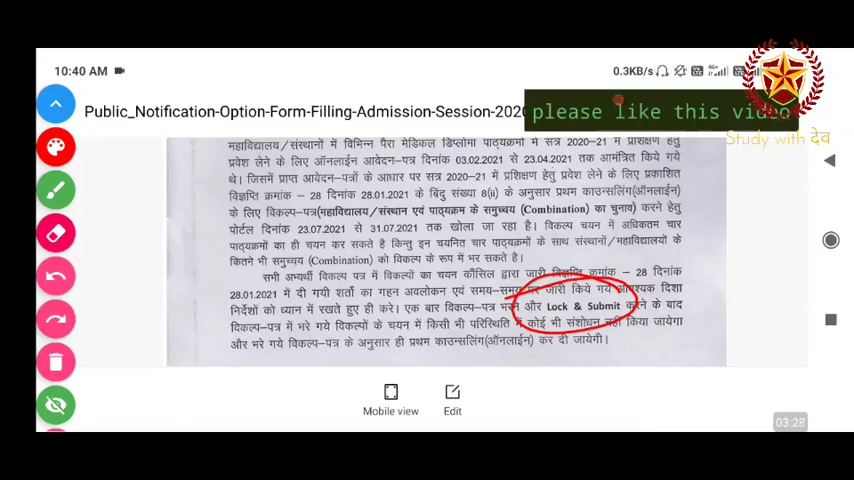 10:40 AM
0.3KB/s
Public_Notification-Option-Form-Filling-Admission-Session-2020
please like this video
Study with देव
महाविद्यालय/संस्थानों में विभिन्न पैरा मेडिकल डिप्लोमा पाठ्यक्रमों में सत्र 2020-21 में प्रशिक्षण हेतु
प्रवेश लेने के लिए ऑनलाईन आवेदन-पत्र दिनांक 03.02.2021 से 23.04.2021 तक आमंत्रित किये गये
थे। जिसमें प्राप्त आवेदन-पत्रों के आधार पर सत्र 2020-21 में प्रशिक्षण हेतु प्रवेश लेने के लिए प्रकाशित
विज्ञप्ति क्रमांक - 28 दिनांक 28.01.2021 के बिंदु संख्या 8(ii) के अनुसार प्रथम काउन्सलिंग(ऑनलाईन)
के लिए विकल्प-पत्र(महाविद्यालय/संस्थान एवं पाठ्यक्रम के समुच्चय (Combination) का चुनाव) करने हेतु
पोर्टल दिनांक 23.07.2021 से 31.07.2021 तक खोला जा रहा है। विकल्प चयन में अधिकतम चार
पाठ्यक्रमों का ही चयन कर सकते है किन्तु इन चयनित चार पाठ्यक्रमों के साथ संस्थानों/महाविद्यालयों के
कितने भी समुच्चय (Combination) को विकल्प के रूप में भर सकते है।
सभी अभ्यर्थी विकल्प पत्र में विकल्पों का चयन कौंसिल द्वारा जारी विज्ञप्ति क्रमांक - 28 दिनांक
28.01.2021 में दी गयी शर्तो का गहन अवलोकन एवं समय-समय पर जारी किये गये आवश्यक दिशा
निर्देशों को ध्यान में रखते हुए ही करे। एक बार विकल्प-पत्र भरने और Lock & Submit करने के बाद
विकल्प-पत्र में भरे गये विकल्पों के चयन में किसी भी परिस्थिति में कोई भी संशोधन नहीं किया जायेगा
और भरे गये विकल्प-पत्र के अनुसार ही प्रथम काउन्सलिंग(ऑनलाईन) कर दी जायेगी।
Mobile view
Edit
03:28